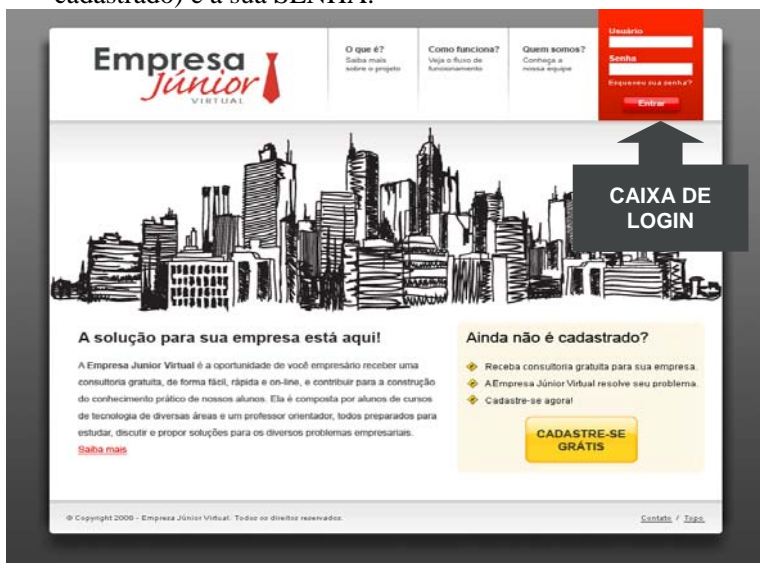 cadastrado) e a sua SENHA.
Empresa
Júnior
VIRTUAL
O que é?
Saiba mais
sobre o projeto
Como funciona?
Veja o fluxo de
funcionamento
Quem somos?
Conheça a
nossa equipe
Usuário
Senha
Esqueceu sua senha?
Entrar
CAIXA DE
LOGIN
A solução para sua empresa está aqui!
A Empresa Junior Virtual é a oportunidade de você empresário receber uma
consultoria gratuita, de forma fácil, rápida e on-line, e contribuir para a construção
do conhecimento prático de nossos alunos. Ela é composta por alunos de cursos
de tecnologia de diversas áreas e um professor orientador, todos preparados para
estudar, discutir e propor soluções para os diversos problemas empresariais.
Saiba mais
Ainda não é cadastrado?
Receba consultoria gratuita para sua empresa.
A Empresa Júnior Virtual resolve seu problema.
Cadastre-se agora!
CADASTRE-SE
GRÁTIS
© Copyright 2008 - Empresa Júnior Virtual. Todos os direitos reservados.
Contato / Topo